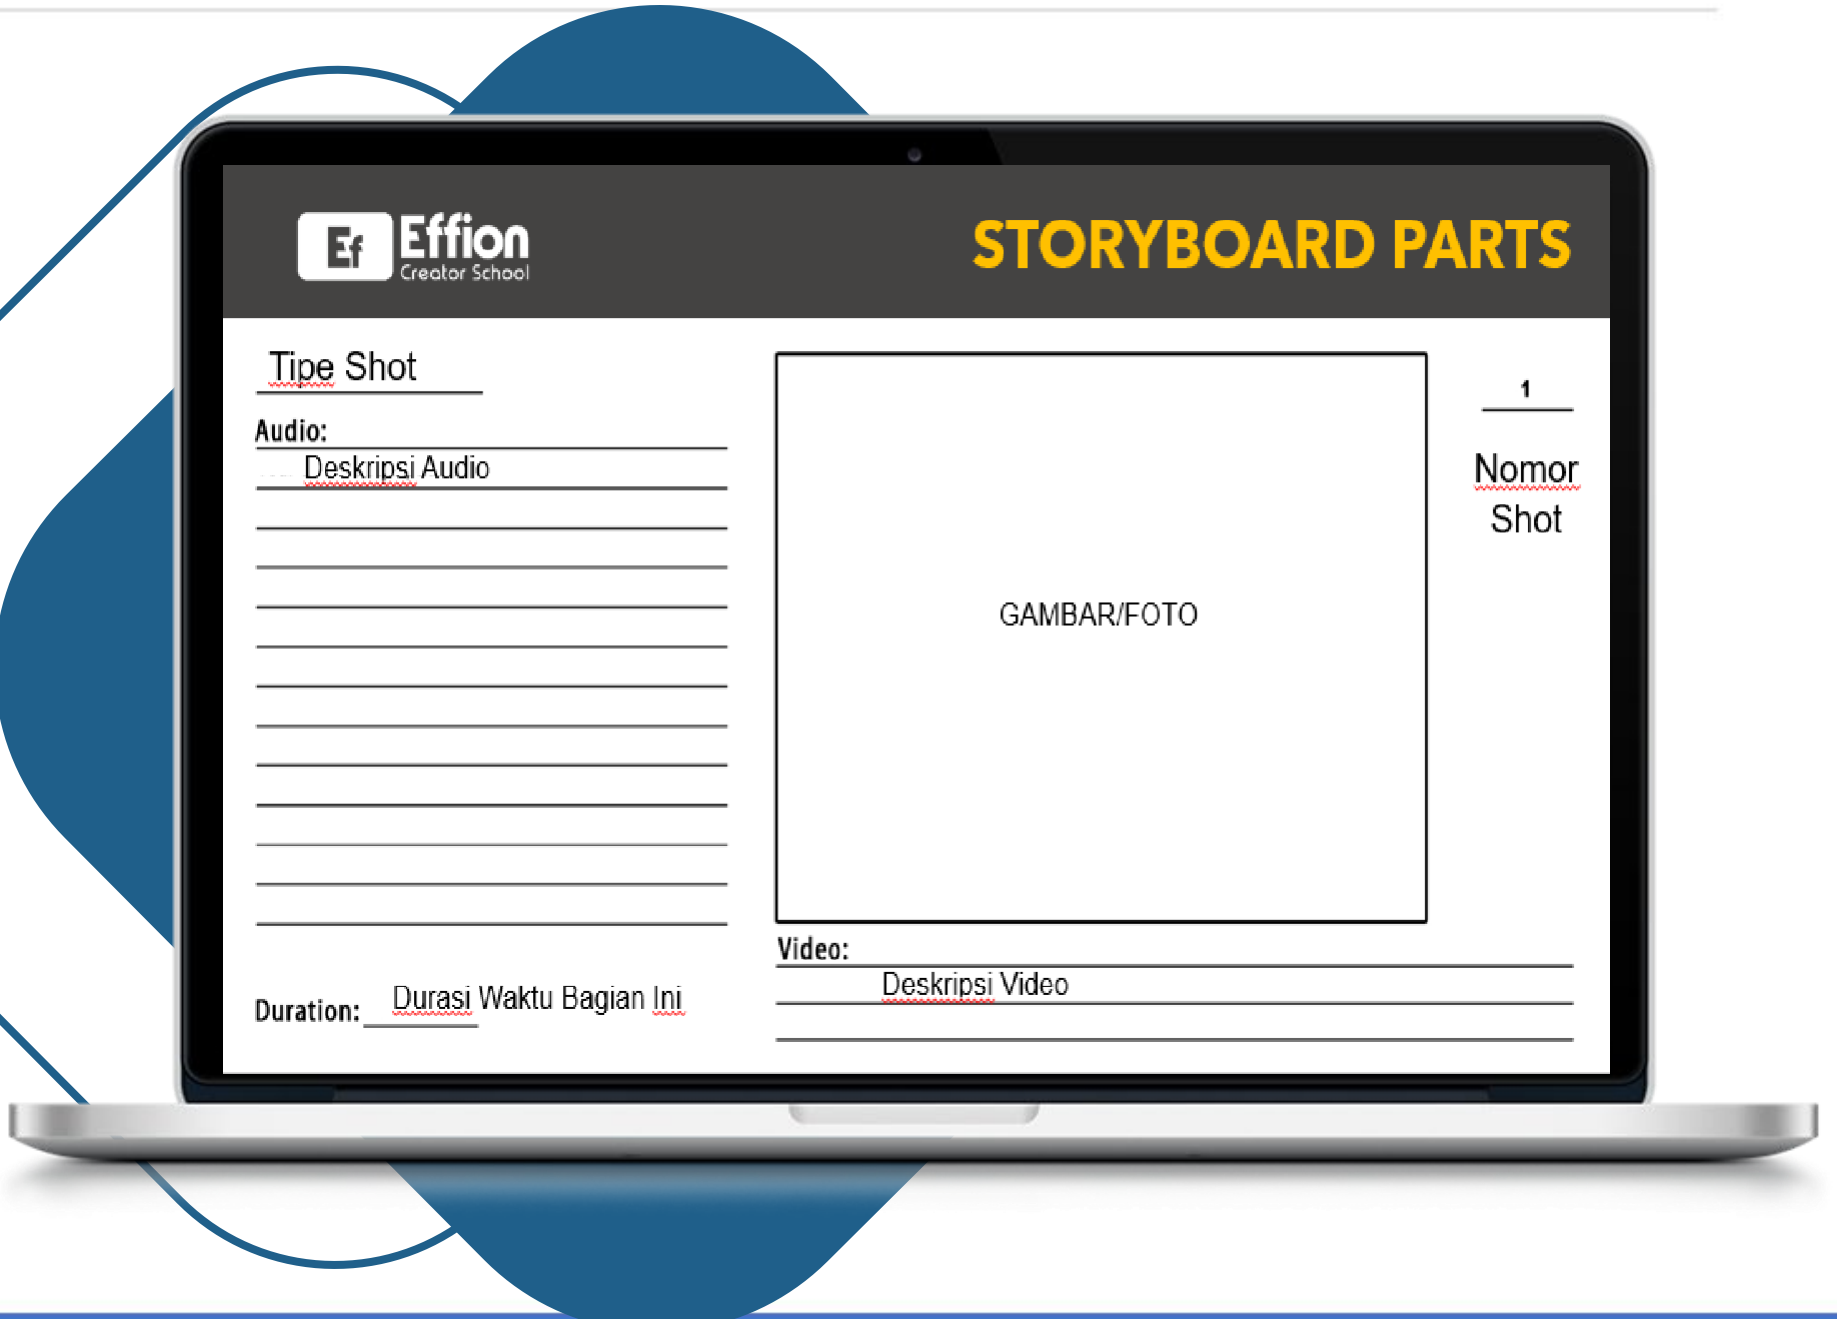 Ef Effion
Creator School
STORYBOARD PARTS
Tipe Shot
Audio:
Deskripsi Audio
Duration: Durasi Waktu Bagian Ini
GAMBAR/FOTO
Video:
Deskripsi Video
1
Nomor
Shot